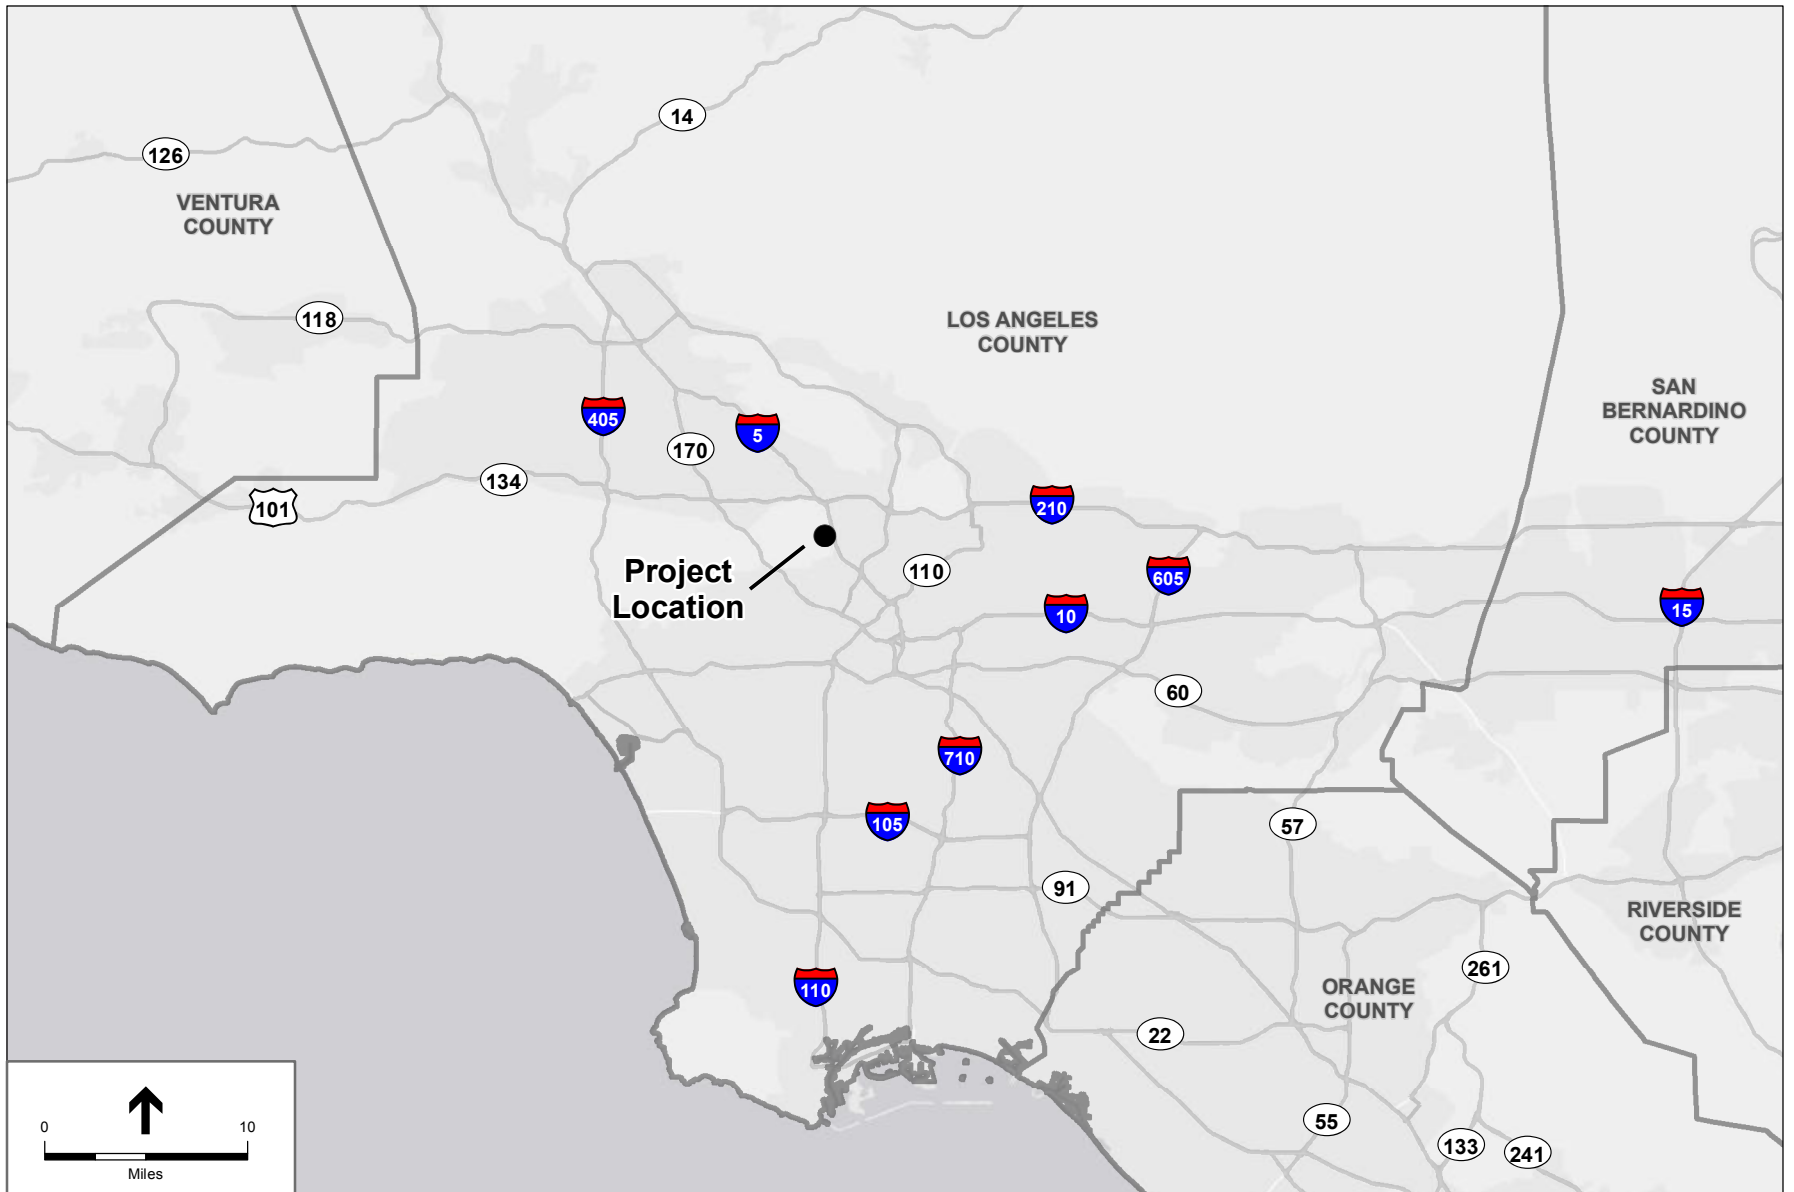 14
126
VENTURA
COUNTY
118
LOS ANGELES
COUNTY
SAN
BERNARDINO
COUNTY
405
5
170
134
101
210
Project
Location
110
605
10
15
60
710
105
57
91
RIVERSIDE
COUNTY
261
110
ORANGE
COUNTY
22
55
133
241
0
10
Miles